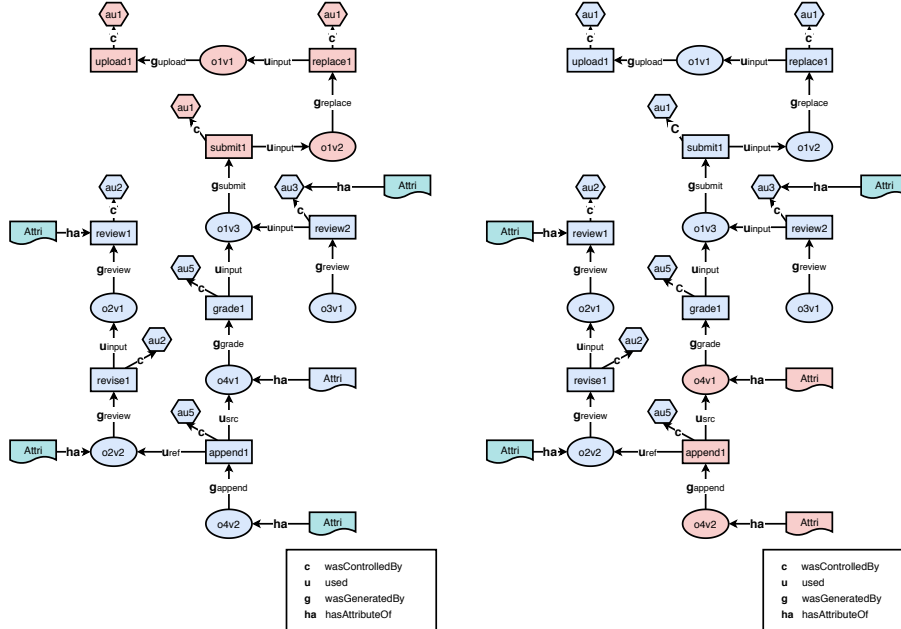 au1
au1
c
c
upload1
gupload
o1v1
uinput
replace1
greplace
au1
c
submit1
uinput
o1v2
gsubmit
au2
au3
ha
Attri
c
c
Attri
ha
review1
o1v3
uinput
review2
greview
uinput
au5
greview
c
o2v1
grade1
o3v1
uinput
au2
ggrade
c
revise1
o4v1
ha
Attri
greview
au5
usrc
c
Attri
ha
o2v2
uref
append1
gappend
o4v2
ha
Attri
c wasControlledBy
u used
g wasGeneratedBy
ha hasAttributeOf
au1
au1
c
c
upload1
gupload
o1v1
uinput
replace1
greplace
au1
c
submit1
uinput
o1v2
gsubmit
au2
au3
ha
Attri
c
c
Attri
ha
review1
o1v3
uinput
review2
greview
uinput
au5
greview
c
o2v1
grade1
o3v1
uinput
au2
ggrade
c
revise1
o4v1
ha
Attri
greview
au5
usrc
c
Attri
ha
o2v2
uref
append1
gappend
o4v2
ha
Attri
c wasControlledBy
u used
g wasGeneratedBy
ha hasAttributeOf